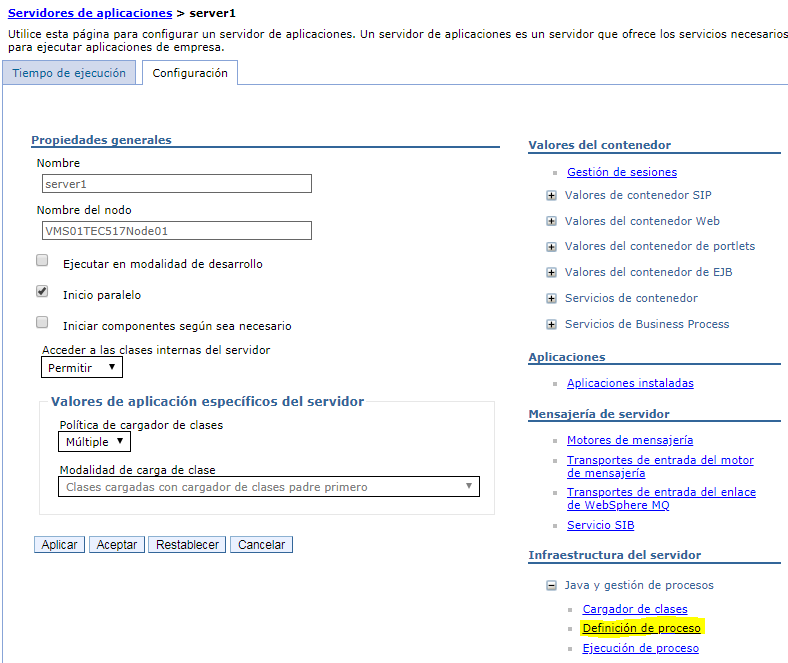 Servidores de aplicaciones > server1
Utilice esta página para configurar un servidor de aplicaciones. Un servidor de aplicaciones es un servidor que ofrece los servicios necesarios
para ejecutar aplicaciones de empresa.
Tiempo de ejecución
Configuración
Propiedades generales
Nombre
server1
Nombre del nodo
VMS01TEC517Node01
Ejecutar en modalidad de desarrollo
Inicio paralelo
Iniciar componentes según sea necesario
Acceder a las clases internas del servidor
Permitir
Valores de aplicación específicos del servidor
Política de cargador de clases
Múltiple
Modalidad de carga de clase
Clases cargadas con cargador de clases padre primero
Aplicar
Aceptar
Restablecer
Cancelar
Valores del contenedor
Gestión de sesiones
Valores de contenedor SIP
Valores del contenedor Web
Valores del contenedor de portlets
Valores del contenedor de EJB
Servicios de contenedor
Servicios de Business Process
Aplicaciones
Aplicaciones instaladas
Mensajería de servidor
Motores de mensajería
Transportes de entrada del motor
de mensajería
Transportes de entrada del enlace
de WebSphere MQ
Servicio SIB
Infraestructura del servidor
Java y gestión de procesos
Cargador de clases
Definición de proceso
Ejecución de proceso